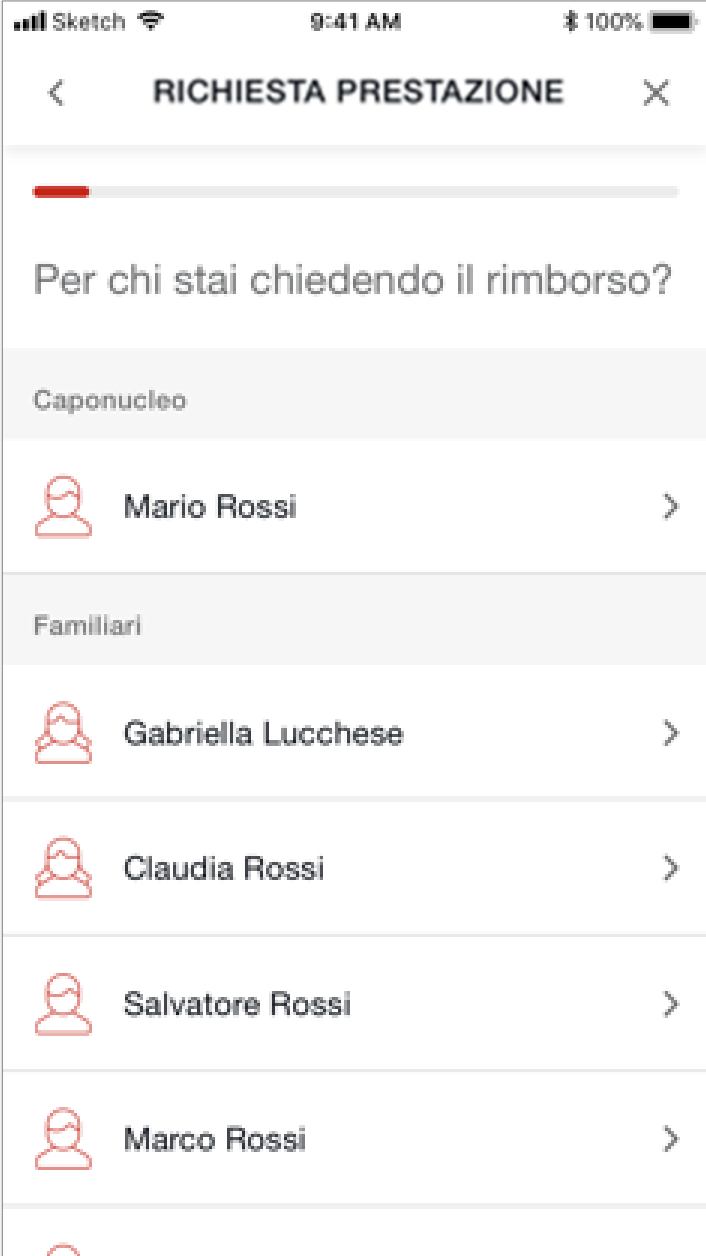 Sketch 9:41 AM 100%
RICHIESTA PRESTAZIONE
Per chi stai chiedendo il rimborso?
Caponucleo
Mario Rossi
Familiari
Gabriella Lucchese
Claudia Rossi
Salvatore Rossi
Marco Rossi